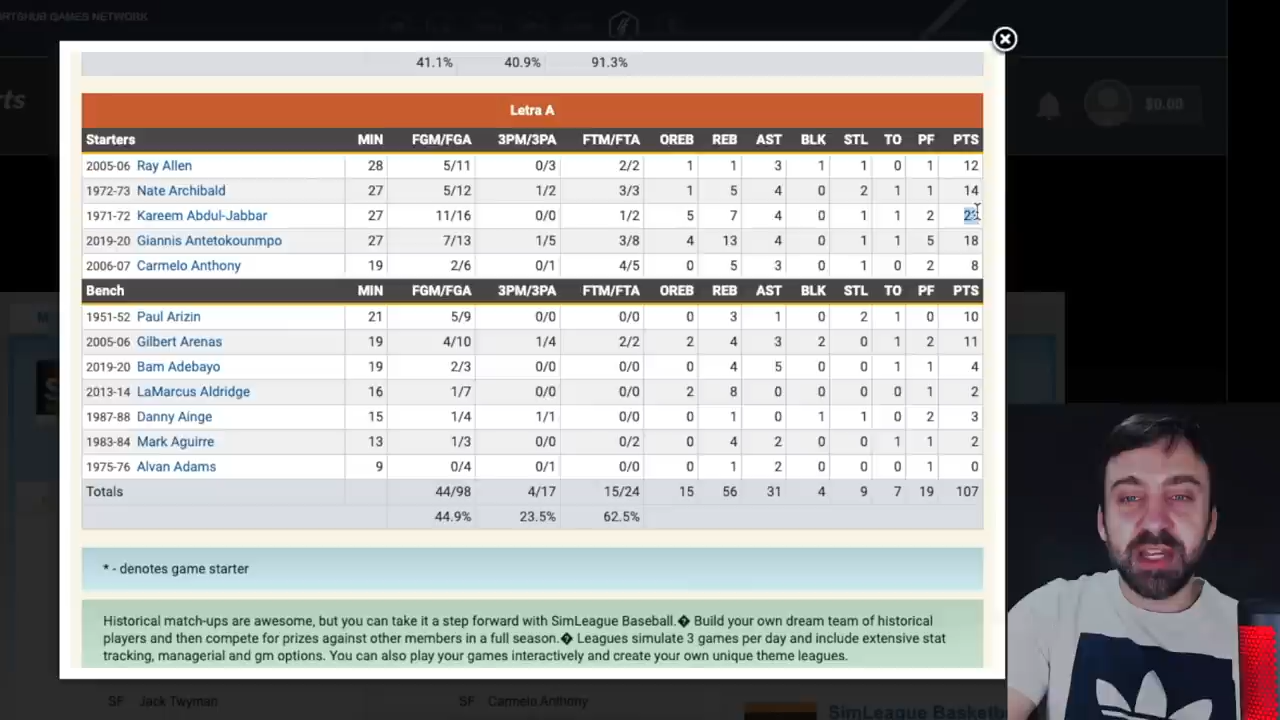 RTSHUB GAMES NETWORK
rts
$0.00
41.1% 40.9% 91.3%
Letra A
Starters MIN FGM/FGA 3PM/3PA FTM/FTA OREB REB AST BLK STL TO PF PTS
2005-06 Ray Allen 28 5/11 0/3 2/2 1 1 3 1 1 0 1 12
1972-73 Nate Archibald 27 5/12 1/2 3/3 1 5 4 0 2 1 1 14
1971-72 Kareem Abdul-Jabbar 27 11/16 0/0 1/2 5 7 4 0 1 1 2 23
2019-20 Giannis Antetokounmpo 27 7/13 1/5 3/8 4 13 4 0 1 1 5 18
2006-07 Carmelo Anthony 19 2/6 0/1 4/5 0 5 3 0 1 0 2 8
Bench MIN FGM/FGA 3PM/3PA FTM/FTA OREB REB AST BLK STL TO PF PTS
1951-52 Paul Arizin 21 5/9 0/0 0/0 0 3 1 0 2 1 0 10
2005-06 Gilbert Arenas 19 4/10 1/4 2/2 2 4 3 2 0 1 2 11
2019-20 Bam Adebayo 19 2/3 0/0 0/0 0 4 5 0 0 1 1 4
2013-14 LaMarcus Aldridge 16 1/7 0/0 0/0 2 8 0 0 0 0 1 2
1987-88 Danny Ainge 15 1/4 1/1 0/0 0 1 0 1 1 0 2 3
1983-84 Mark Aguirre 13 1/3 0/0 0/2 0 4 2 0 0 1 1 2
1975-76 Alvan Adams 9 0/4 0/1 0/0 0 1 2 0 0 0 1 0
Totals 44/98 4/17 15/24 15 56 31 4 9 7 19 107
44.9% 23.5% 62.5%
* - denotes game starter
Historical match-ups are awesome, but you can take it a step forward with SimLeague Baseball.� Build your own dream team of historical
players and then compete for prizes against other members in a full season.� Leagues simulate 3 games per day and include extensive stat
tracking, managerial and gm options. You can also play your games interactively and create your own unique theme leagues.
SF Jack Twyman SF Carmelo Anthony
SimLeague Basketb